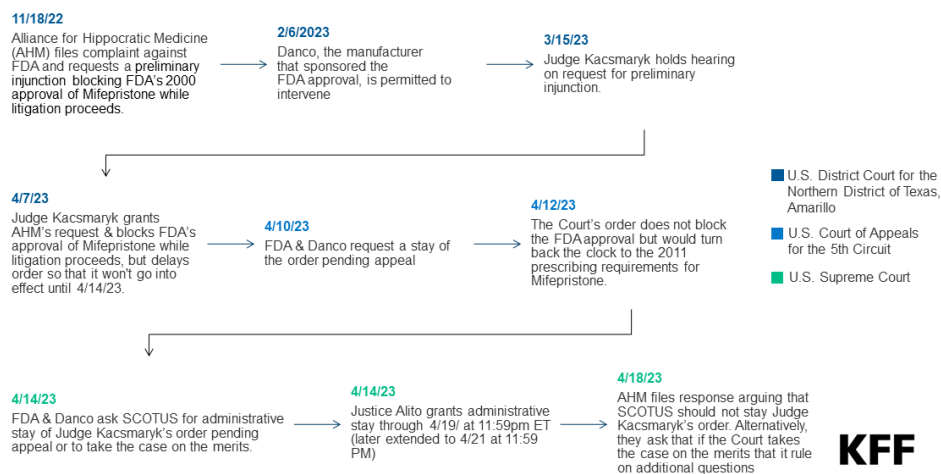 11/18/22
Alliance for Hippocratic Medicine
(AHM) files complaint against
FDA and requests a preliminary
injunction blocking FDA's 2000
approval of Mifepristone while
litigation proceeds.
2/6/2023
Danco, the manufacturer
that sponsored the
FDA approval, is permitted to
intervene
3/15/23
Judge Kacsmaryk holds hearing
on request for preliminary
injunction.
4/7/23
Judge Kacsmaryk grants
AHM's request & blocks FDA's
approval of Mifepristone while
litigation proceeds, but delays
order so that it won't go into
effect until 4/14/23.
4/10/23
FDA & Danco request a stay of
the order pending appeal
4/12/23
The Court's order does not block
the FDA approval but would turn
back the clock to the 2011
prescribing requirements for
Mifepristone.
U.S. District Court for the
Northern District of Texas,
Amarillo
U.S. Court of Appeals
for the 5th Circuit
U.S. Supreme Court
4/14/23
FDA & Danco ask SCOTUS for administrative
stay of Judge Kacsmaryk's order pending
appeal or to take the case on the merits.
4/14/23
Justice Alito grants administrative
stay through 4/19/ at 11:59pm ET
(later extended to 4/21 at 11:59
PM)
4/18/23
AHM files response arguing that
SCOTUS should not stay Judge
Kacsmaryk's order. Alternatively,
they ask that if the Court takes
the case on the merits that it rule
on additional questions
KFF